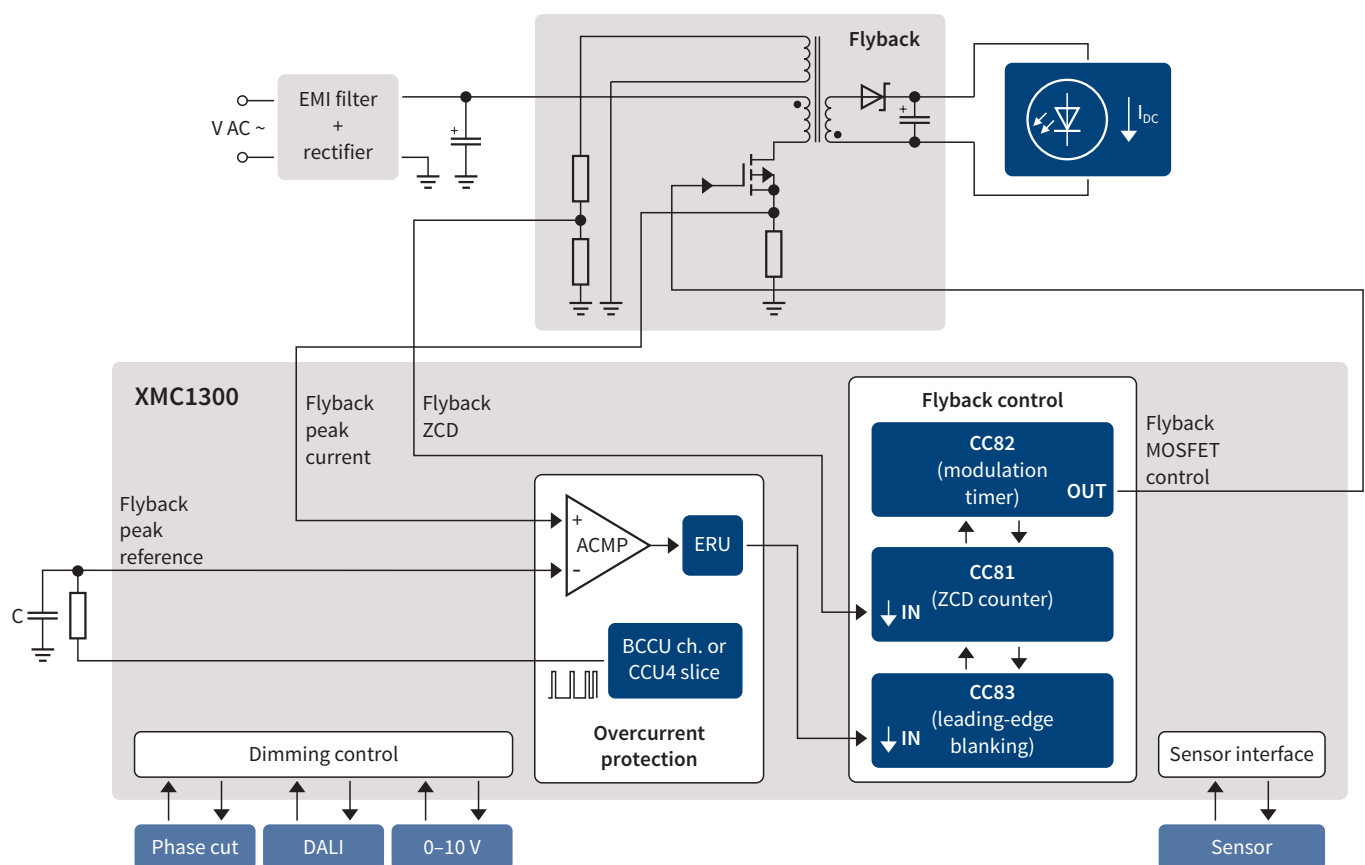 Flyback
EMI filter
+
rectifier
V AC ~
+
+
I_DC
XMC1300
Flyback
peak
current
Flyback
ZCD
Flyback control
CC82
(modulation
timer)
OUT
Flyback
MOSFET
control
Flyback
peak
reference
+
ACMP
-
ERU
CC81
(ZCD counter)
IN
C
BCCU ch. or
CCU4 slice
CC83
(leading-edge
blanking)
IN
Overcurrent
protection
Dimming control
Sensor interface
Phase cut
DALI
0–10 V
Sensor